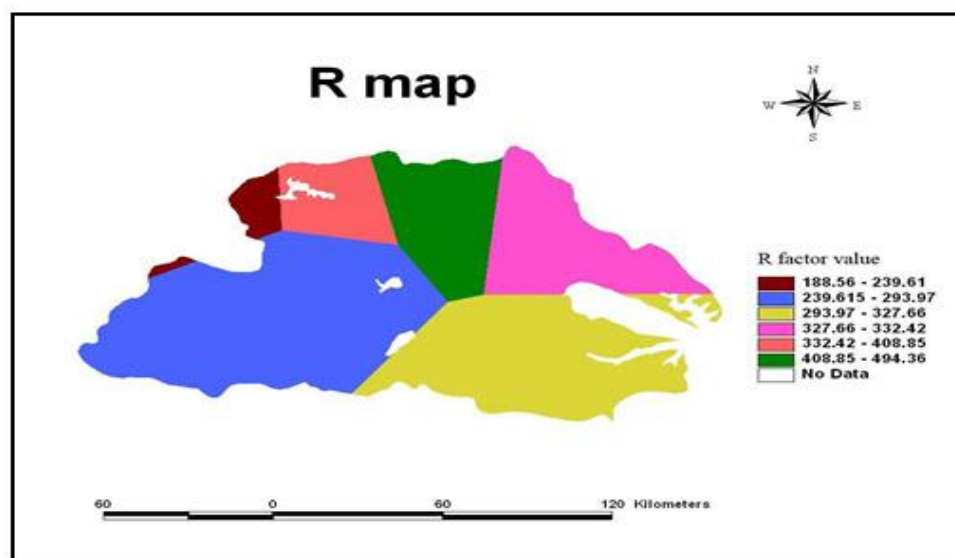 R map
N
W E
S
R factor value
188.56 - 239.61
239.615 - 293.97
293.97 - 327.66
327.66 - 332.42
332.42 - 408.85
408.85 - 494.36
No Data
60 0 60 120 Kilometers